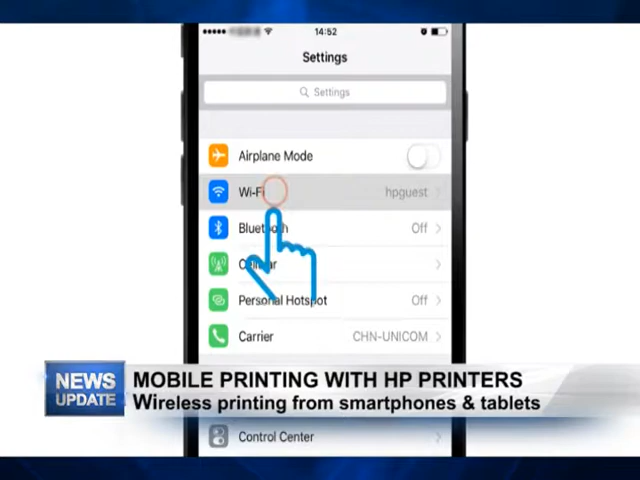 14:52
Settings
Settings
Airplane Mode
Wi-Fi hpguest
Bluetooth Off
Personal Hotspot Off
Carrier CHN-UNICOM
NEWS UPDATE
MOBILE PRINTING WITH HP PRINTERS
Wireless printing from smartphones & tablets
Control Center